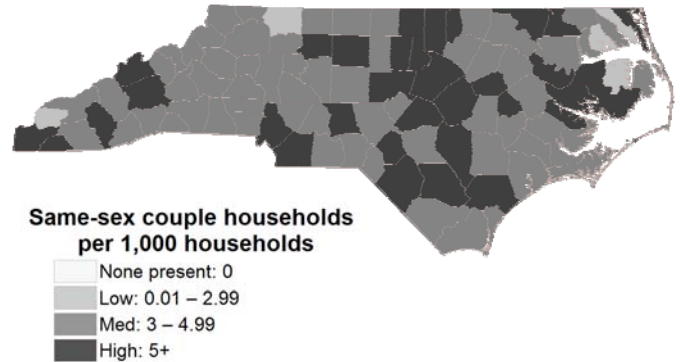 Same-sex couple households
per 1,000 households
None present: 0
Low: 0.01 – 2.99
Med: 3 – 4.99
High: 5+